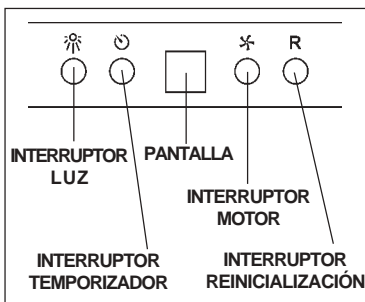 R
INTERRUPTOR
LUZ
PANTALLA
INTERRUPTOR
MOTOR
INTERRUPTOR
TEMPORIZADOR
INTERRUPTOR
REINICIALIZACIÓN